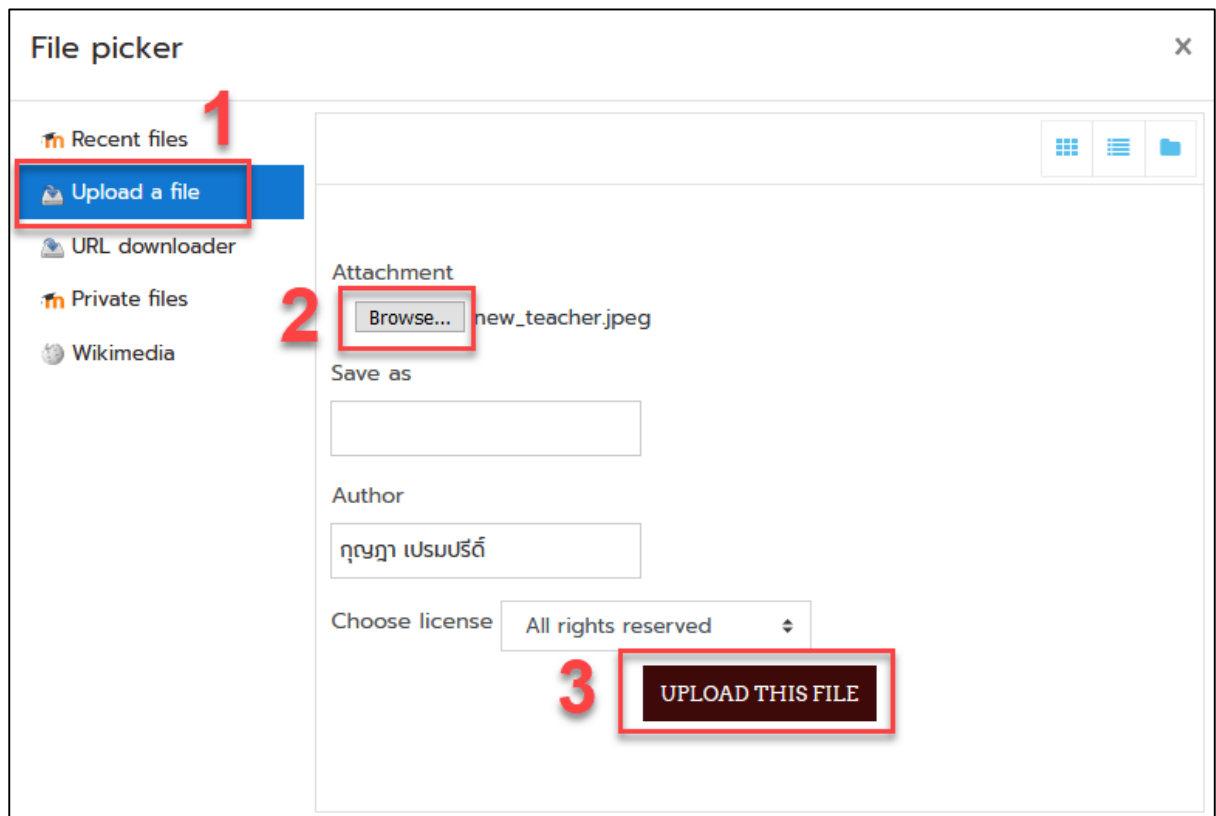 File picker
×
1
Recent files
Upload a file
URL downloader
Private files
Wikimedia
Attachment
2
Browse... new_teacher.jpeg
Save as
Author
กุญฎา เปรมปรีดิ์
Choose license All rights reserved
3
UPLOAD THIS FILE